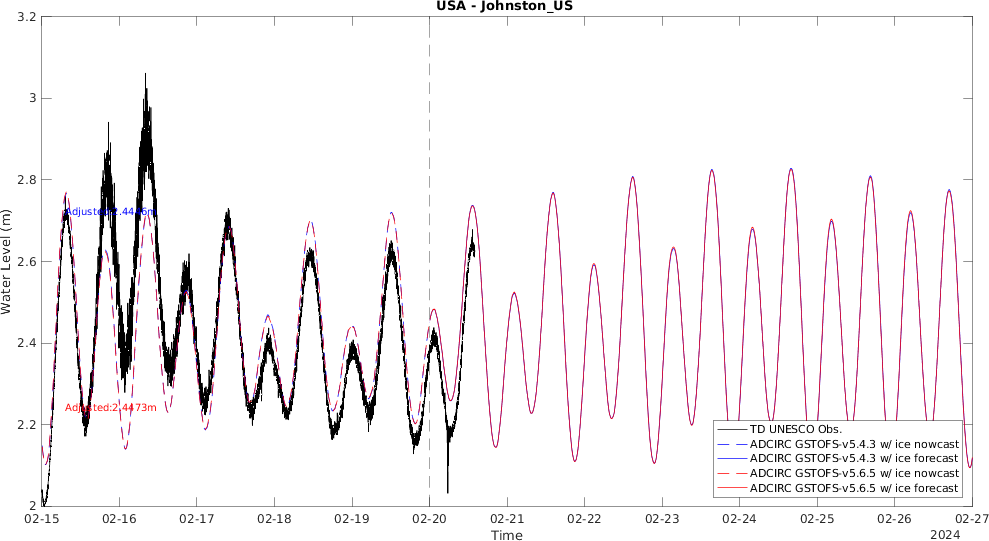 USA - Johnston_US
3.2
3
2.8
2.6
2.4
2.2
2
Water Level (m)
Adjusted:2.4446m
Adjusted:2.4473m
TD UNESCO Obs.
ADCIRC GSTOFS-v5.4.3 w/ ice nowcast
ADCIRC GSTOFS-v5.4.3 w/ ice forecast
ADCIRC GSTOFS-v5.6.5 w/ ice nowcast
ADCIRC GSTOFS-v5.6.5 w/ ice forecast
02-15 02-16 02-17 02-18 02-19 02-20 02-21 02-22 02-23 02-24 02-25 02-26 02-27
Time
2024